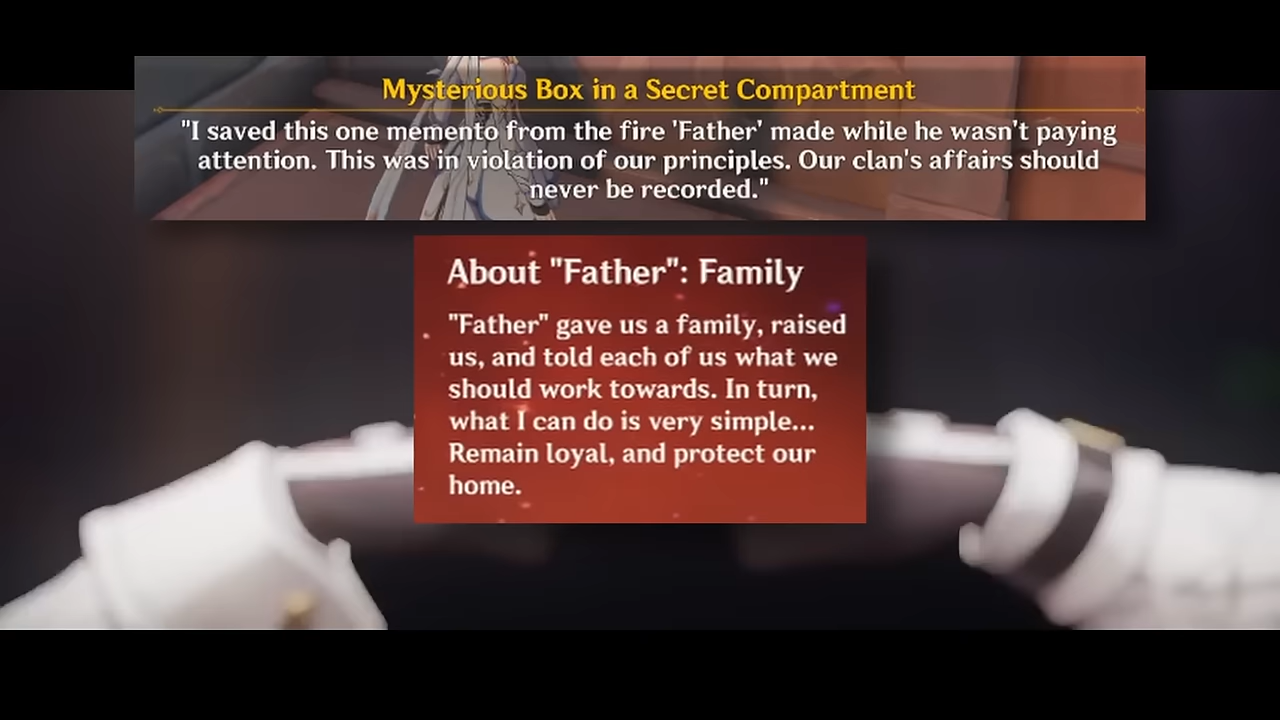 Mysterious Box in a Secret Compartment
"I saved this one memento from the fire 'Father' made while he wasn't paying
attention. This was in violation of our principles. Our clan's affairs should
never be recorded."
About "Father": Family
"Father" gave us a family, raised
us, and told each of us what we
should work towards. In turn,
what I can do is very simple...
Remain loyal, and protect our
home.